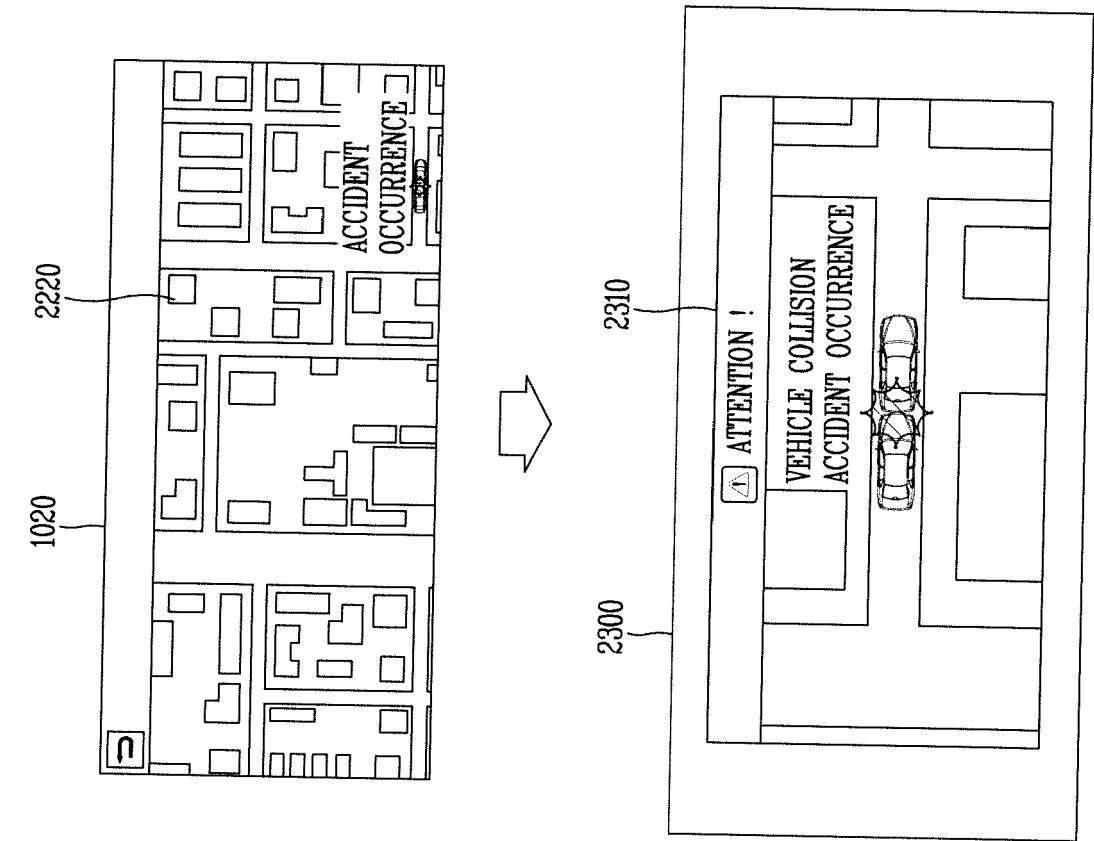 1020
2220
ACCIDENT
OCCURRENCE
2300
2310
ATTENTION !
VEHICLE COLLISION
ACCIDENT OCCURRENCE